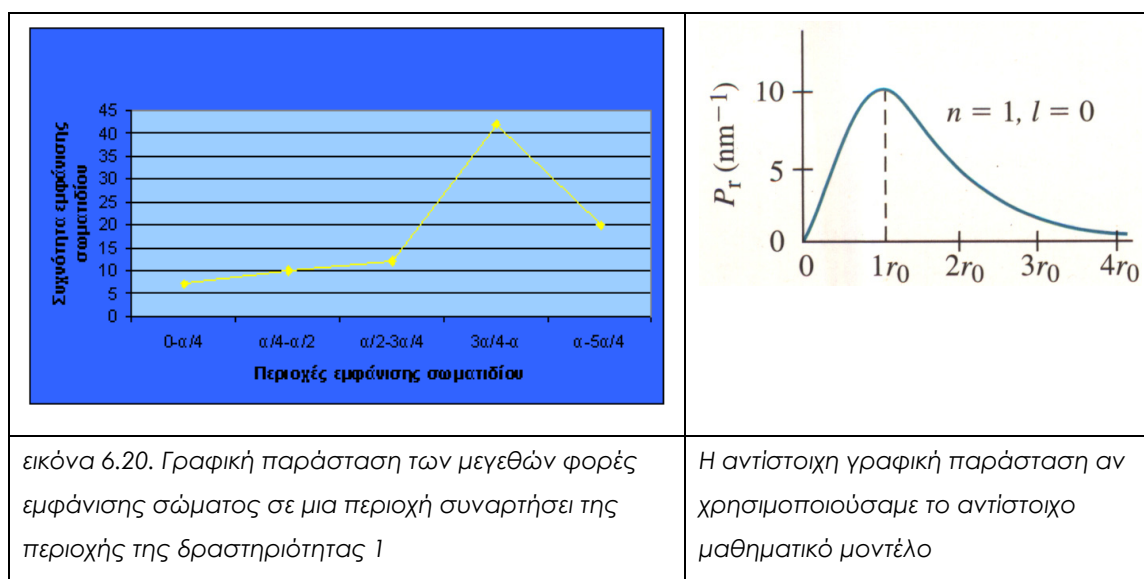 Συχνότητα εμφάνισης
σωματιδίου
45
40
35
30
25
20
15
10
5
0
0-α/4
α/4-α/2
α/2-3α/4
3α/4-α
α-5α/4
Περιοχές εμφάνισης σωματιδίου
P_r (nm⁻¹)
10
5
0
n = 1, l = 0
0
1r₀
2r₀
3r₀
4r₀
εικόνα 6.20. Γραφική παράσταση των μεγεθών φορές
εμφάνισης σώματος σε μια περιοχή συναρτήσει της
περιοχής της δραστηριότητας 1
Η αντίστοιχη γραφική παράσταση αν
χρησιμοποιούσαμε το αντίστοιχο
μαθηματικό μοντέλο